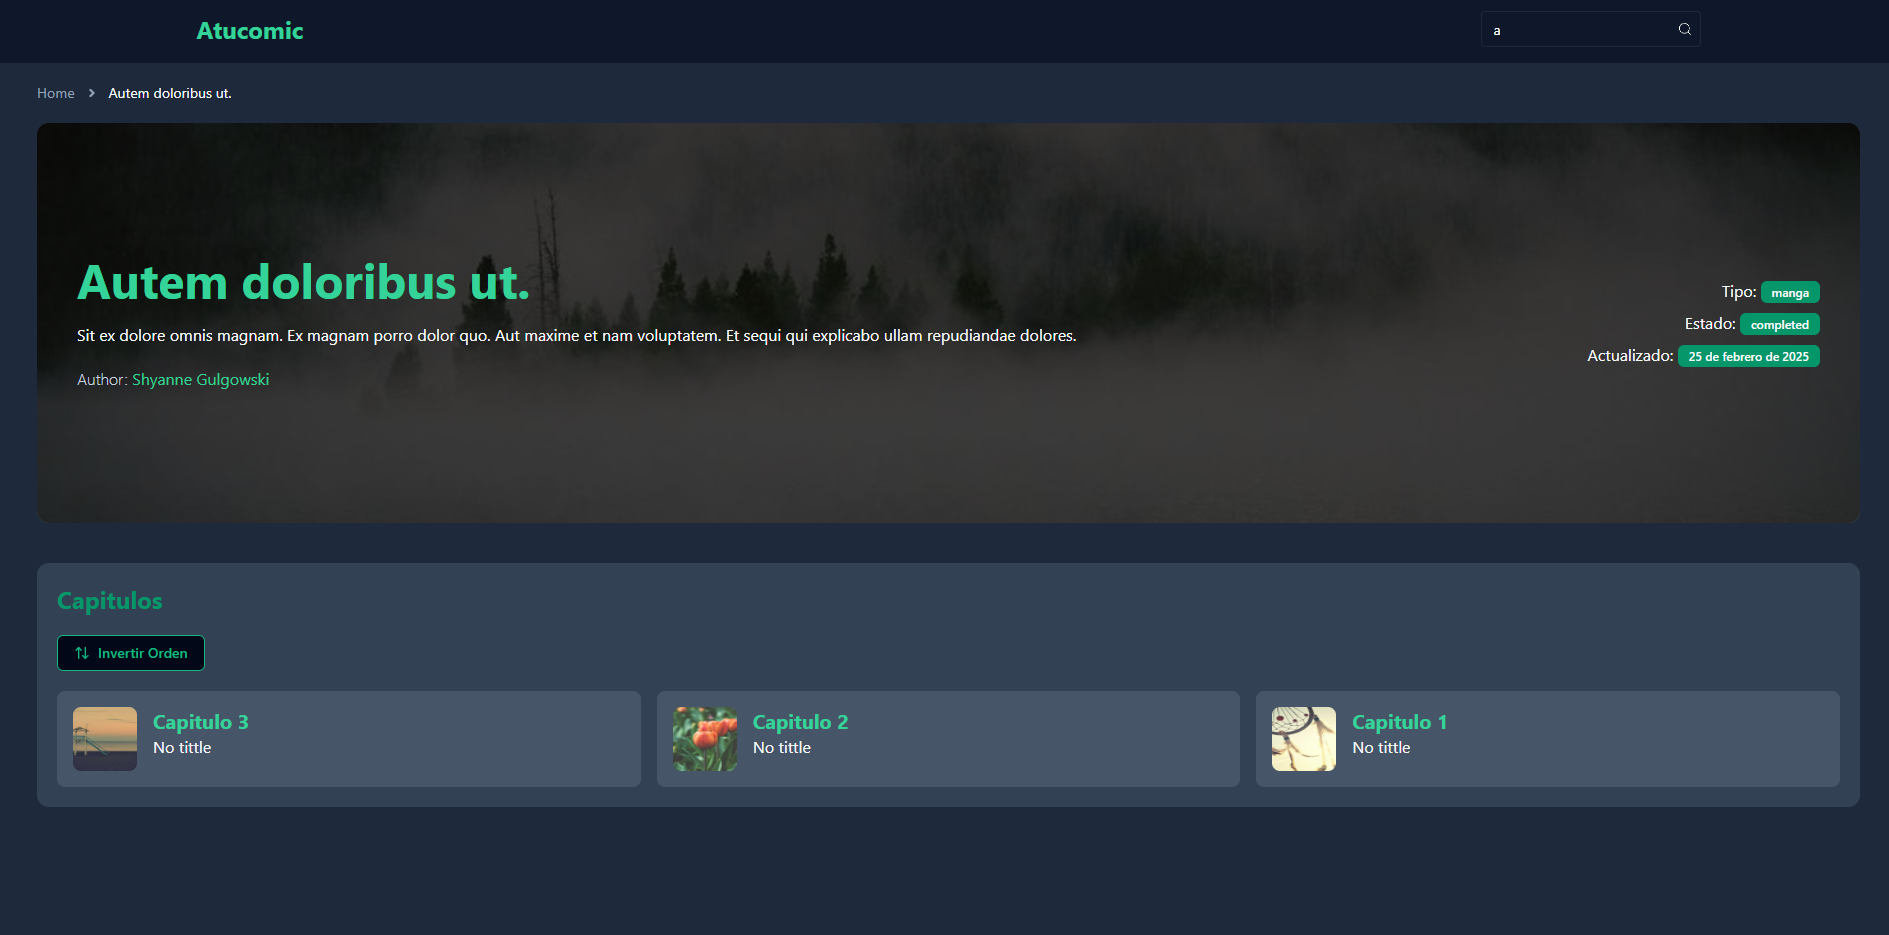 Atucomic
a
Home > Autem doloribus ut.
Autem doloribus ut.
Sit ex dolore omnis magnam. Ex magnam porro dolor quo. Aut maxime et nam voluptatem. Et sequi qui explicabo ullam repudiandae dolores.
Author: Shyanne Gulgowski
Tipo: manga
Estado: completed
Actualizado: 25 de febrero de 2025
Capitulos
Invertir Orden
Capitulo 3
No tittle
Capitulo 2
No tittle
Capitulo 1
No tittle